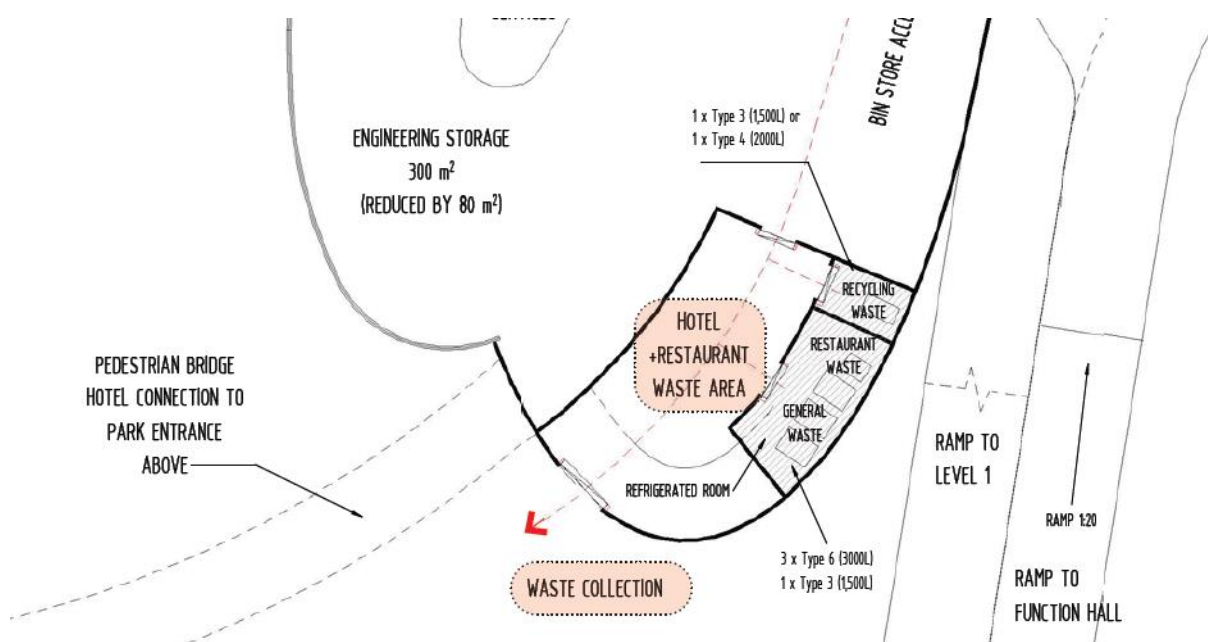 BIN STORE
1 x Type 3 (1,500L) or
1 x Type 4 (2000L)
ENGINEERING STORAGE
300 m²
(REDUCED BY 80 m²)
RECYCLING
WASTE
HOTEL
+RESTAURANT
WASTE AREA
RESTAURANT
WASTE
GENERAL
WASTE
PEDESTRIAN BRIDGE
HOTEL CONNECTION TO
PARK ENTRANCE
ABOVE
REFRIGERATED ROOM
RAMP TO
LEVEL 1
RAMP 1:20
3 x Type 6 (3000L)
1 x Type 3 (1,500L)
WASTE COLLECTION
RAMP TO
FUNCTION HALL